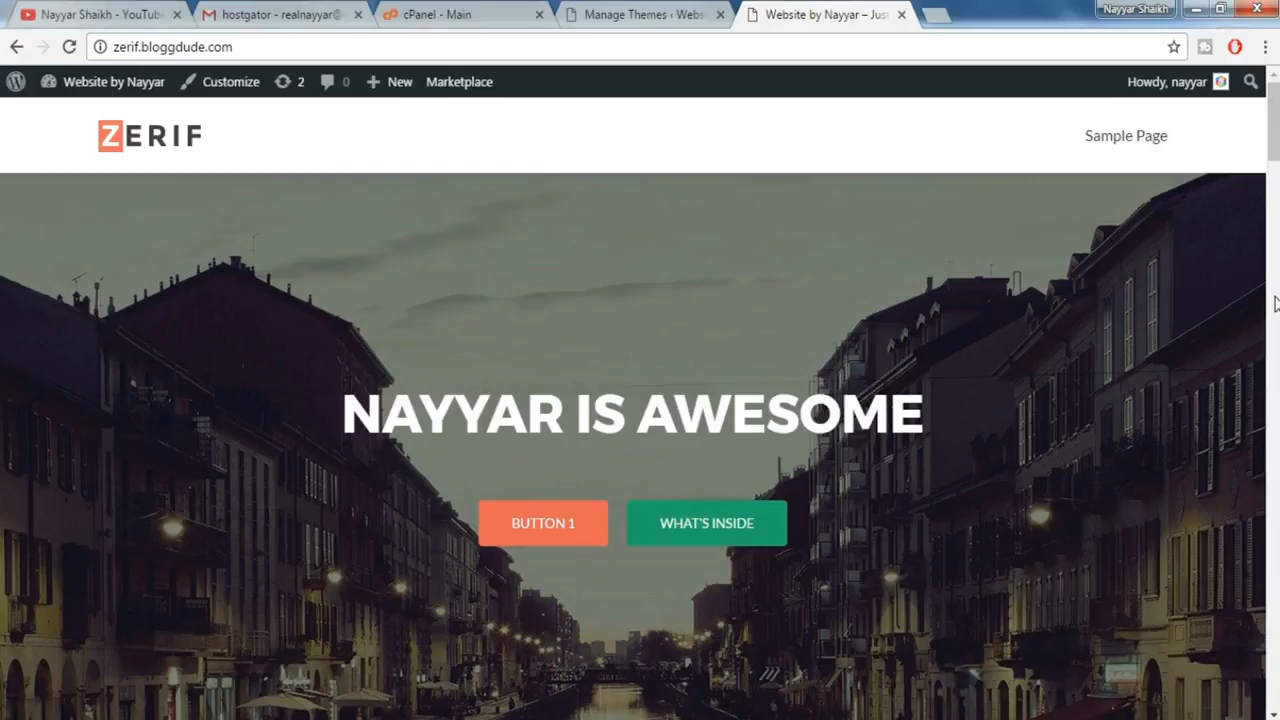 Nayyar Shaikh - YouTube
hostgator - realnayyar@
cPanel - Main
Manage Themes ‹ Webs
Website by Nayyar – Jus
Nayyar Shaikh
zerif.bloggdude.com
Website by Nayyar
Customize
2
0
New
Marketplace
Howdy, nayyar
ZERIF
Sample Page
NAYYAR IS AWESOME
BUTTON 1
WHAT'S INSIDE